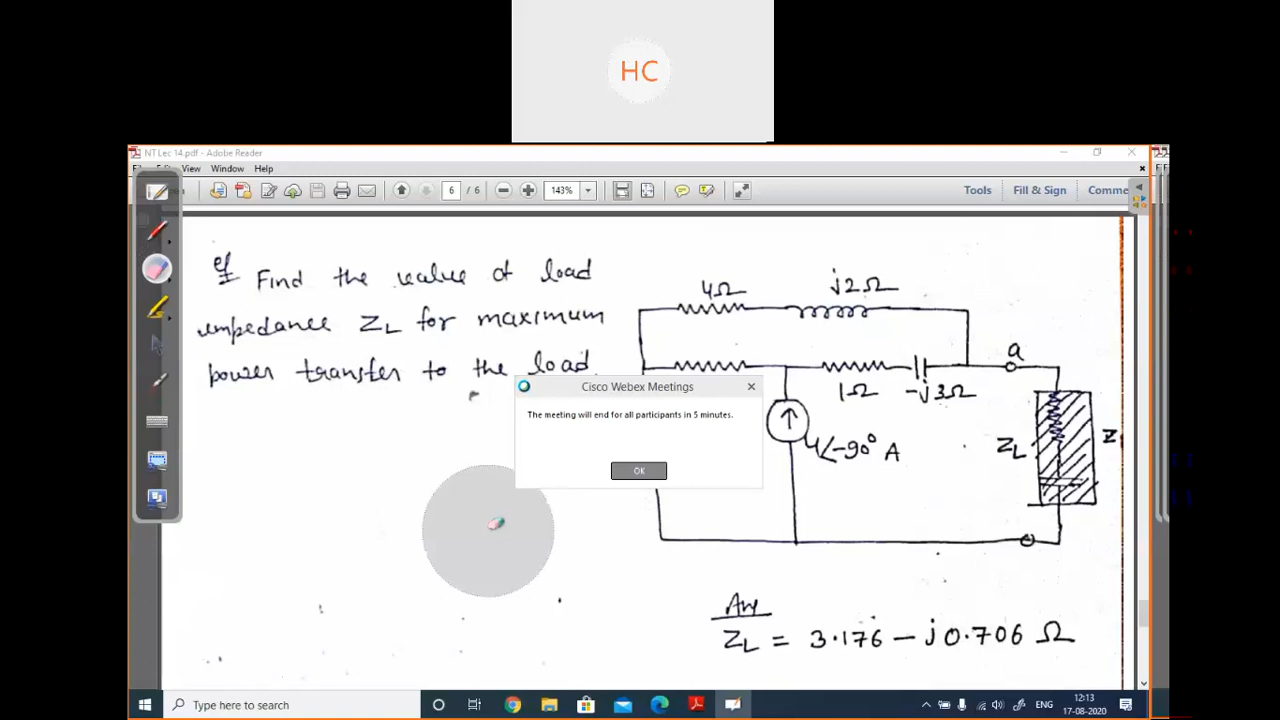 HC
NT Lec 14.pdf - Adobe Reader
View Window Help
6 / 6 143% Tools Fill & Sign Comme
eg Find the value of load
impedance ZL for maximum
power transfer to the load.
4Ω j2Ω
a
1Ω -j3Ω
4∠-90° A
ZL
Z
Cisco Webex Meetings
The meeting will end for all participants in 5 minutes.
OK
Ans
ZL = 3.176 - j0.706 Ω
Type here to search
ENG
12:13
17-08-2020